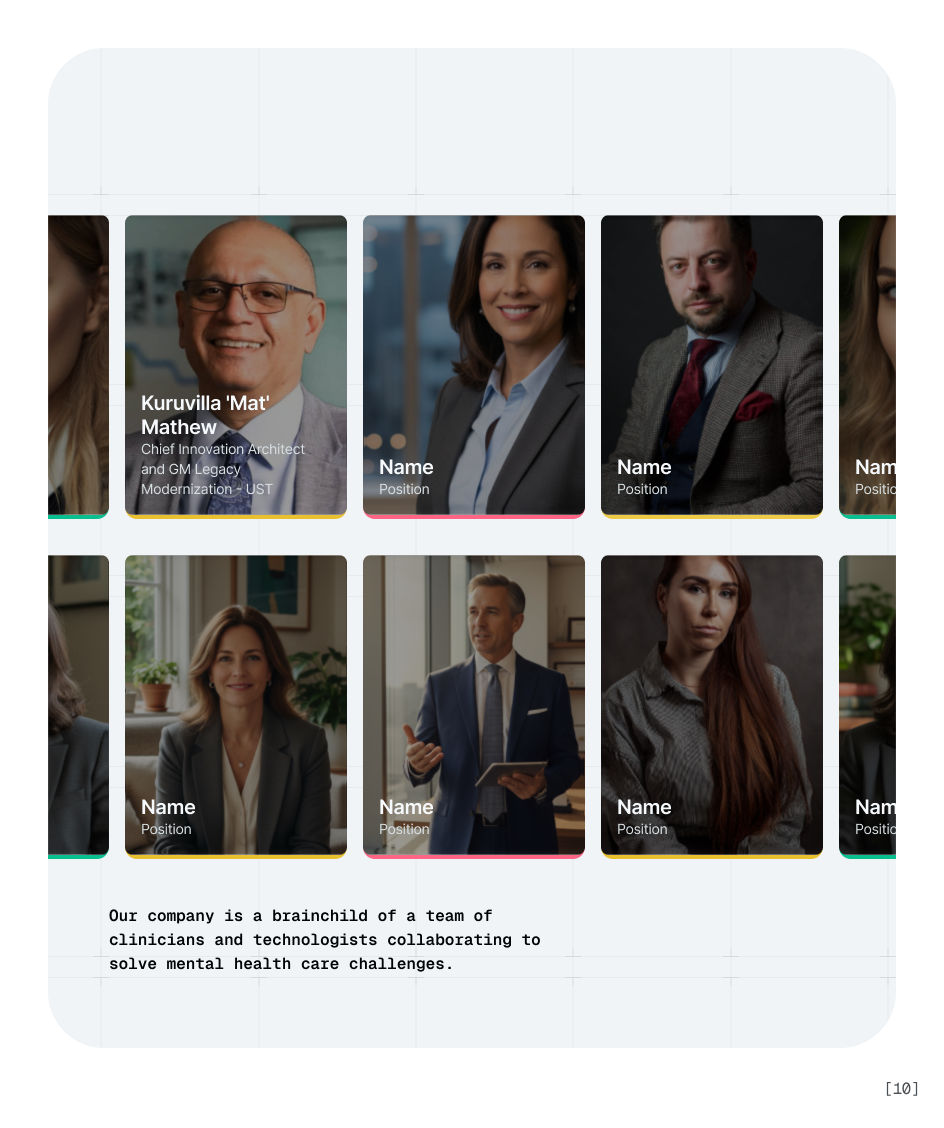 Kuruvilla 'Mat'
Mathew
Chief Innovation Architect
and GM Legacy
Modernization - UST
Name
Position
Name
Position
Nam
Positic
Name
Position
Name
Position
Name
Position
Nam
Positic
Our company is a brainchild of a team of
clinicians and technologists collaborating to
solve mental health care challenges.
[10]